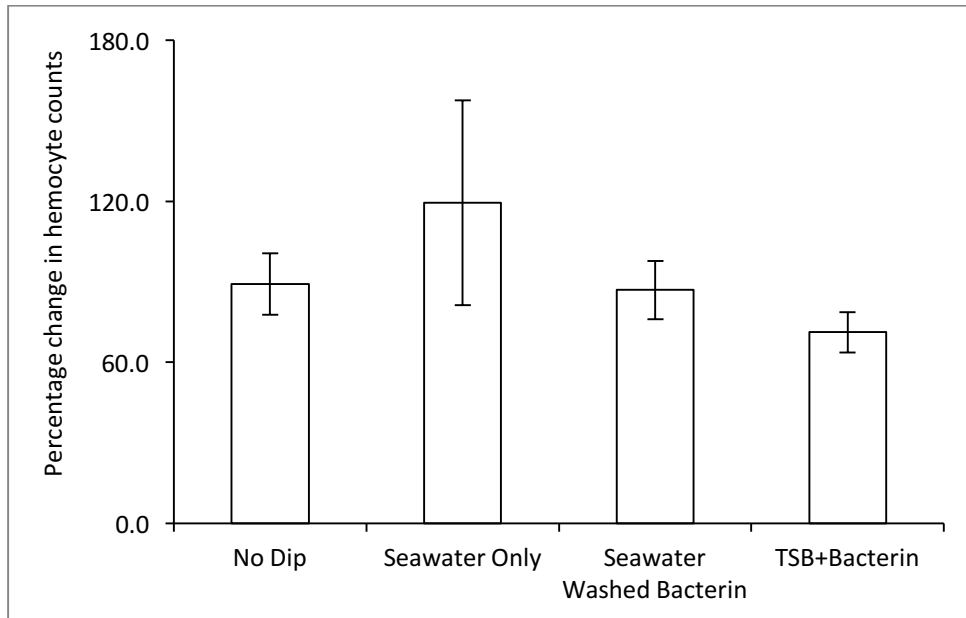 Percentage change in hemocyte counts
180.0
120.0
60.0
0.0
No Dip
Seawater Only
Seawater
Washed Bacterin
TSB+Bacterin